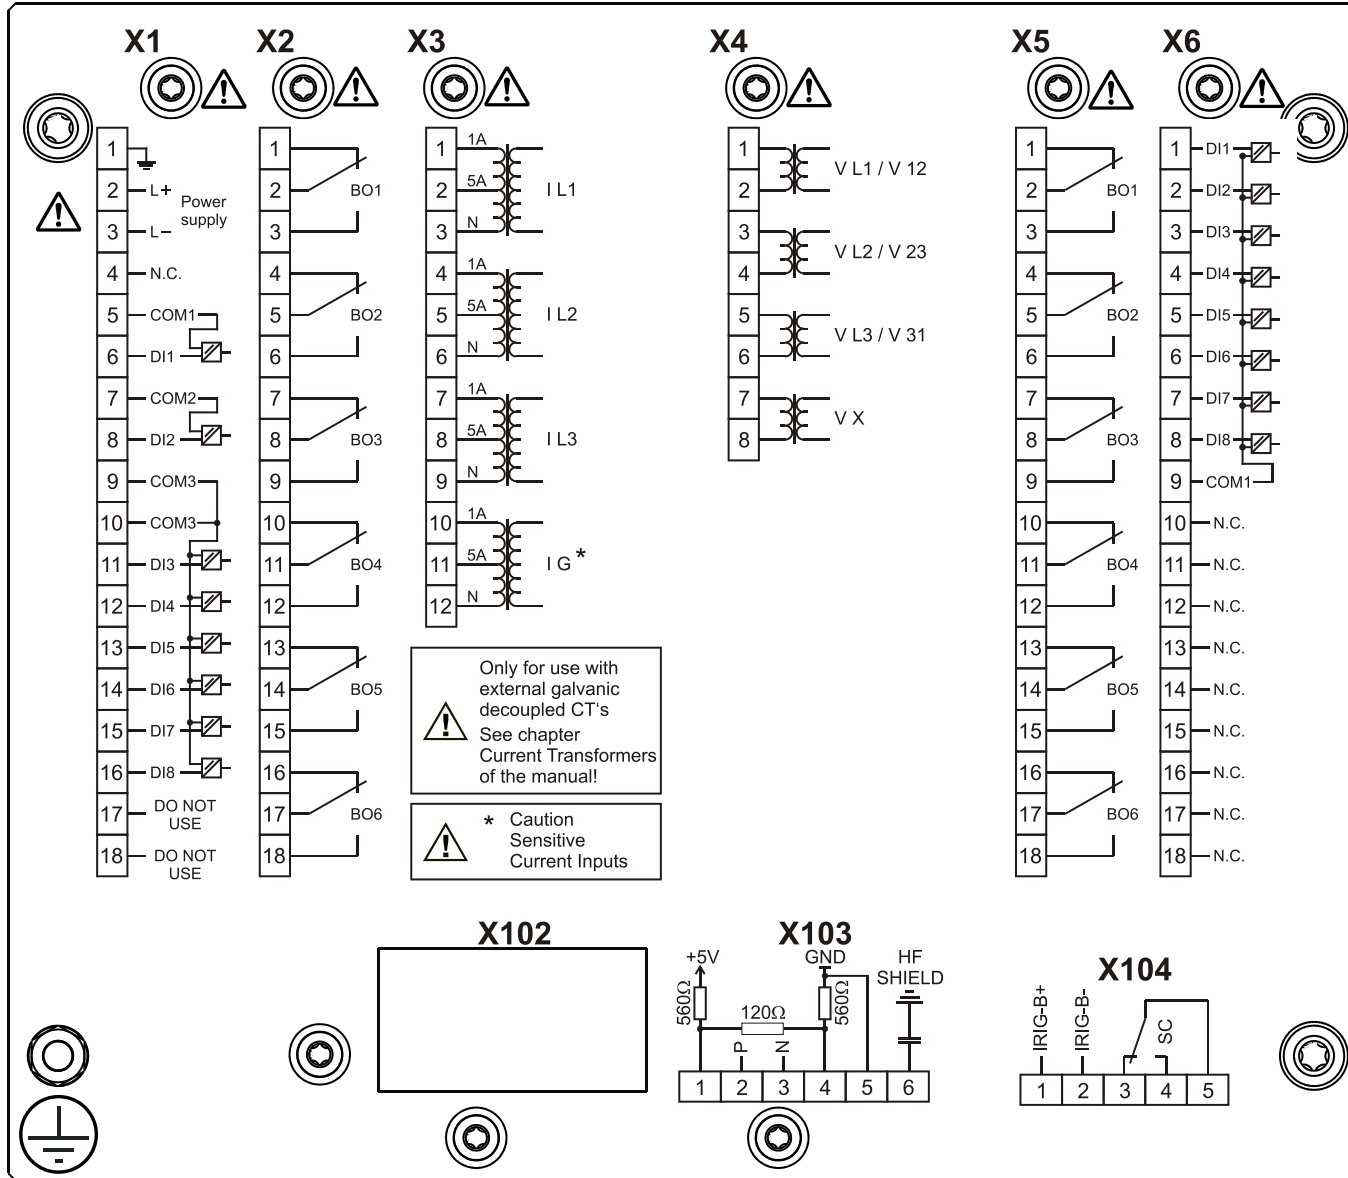 X1
X2
X3
X4
X5
X6
1
2 L+
Power
supply
3 L−
4 N.C.
5 COM1
6 DI1
7 COM2
8 DI2
9 COM3
10 COM3
11 DI3
12 DI4
13 DI5
14 DI6
15 DI7
16 DI8
17 DO NOT
USE
18 DO NOT
USE
1
2 BO1
3
4
5 BO2
6
7
8 BO3
9
10
11 BO4
12
13
14 BO5
15
16
17 BO6
18
1 1A
2 5A I L1
3 N
4 1A
5 5A I L2
6 N
7 1A
8 5A I L3
9 N
10 1A
11 5A I G *
12 N
Only for use with
external galvanic
decoupled CT‘s
See chapter
Current Transformers
of the manual!
* Caution
Sensitive
Current Inputs
1
V L1 / V 12
2
3
V L2 / V 23
4
5
V L3 / V 31
6
7
V X
8
1
2 BO1
3
4
5 BO2
6
7
8 BO3
9
10
11 BO4
12
13
14 BO5
15
16
17 BO6
18
1 DI1
2 DI2
3 DI3
4 DI4
5 DI5
6 DI6
7 DI7
8 DI8
9 COM1
10 N.C.
11 N.C.
12 N.C.
13 N.C.
14 N.C.
15 N.C.
16 N.C.
17 N.C.
18 N.C.
X102
X103
+5V
GND
HF
SHIELD
560Ω
120Ω
560Ω
P
N
1 2 3 4 5 6
X104
IRIG-B+
IRIG-B-
SC
1 2 3 4 5